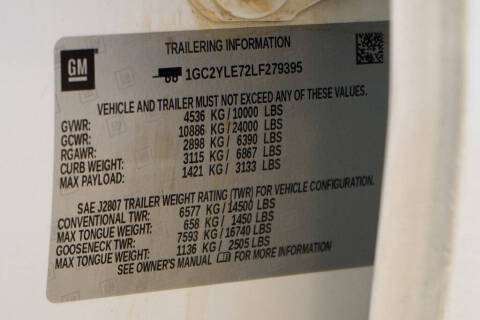 TRAILERING INFORMATION
GM
1GC2YLE72LF279395
VEHICLE AND TRAILER MUST NOT EXCEED ANY OF THESE VALUES.
GVWR: 4536 KG/10000 LBS
GCWR: 10886 KG/24000 LBS
RGAWR: 2898 KG/ 6390 LBS
CURB WEIGHT: 3115 KG/ 6867 LBS
MAX PAYLOAD: 1421 KG/ 3133 LBS
SAE J2807 TRAILER WEIGHT RATING (TWR) FOR VEHICLE CONFIGURATION.
CONVENTIONAL TWR: 6577 KG/14500 LBS
MAX TONGUE WEIGHT: 658 KG/ 1450 LBS
GOOSENECK TWR: 7593 KG/16740 LBS
MAX TONGUE WEIGHT: 1136 KG/ 2505 LBS
SEE OWNER'S MANUAL FOR MORE INFORMATION